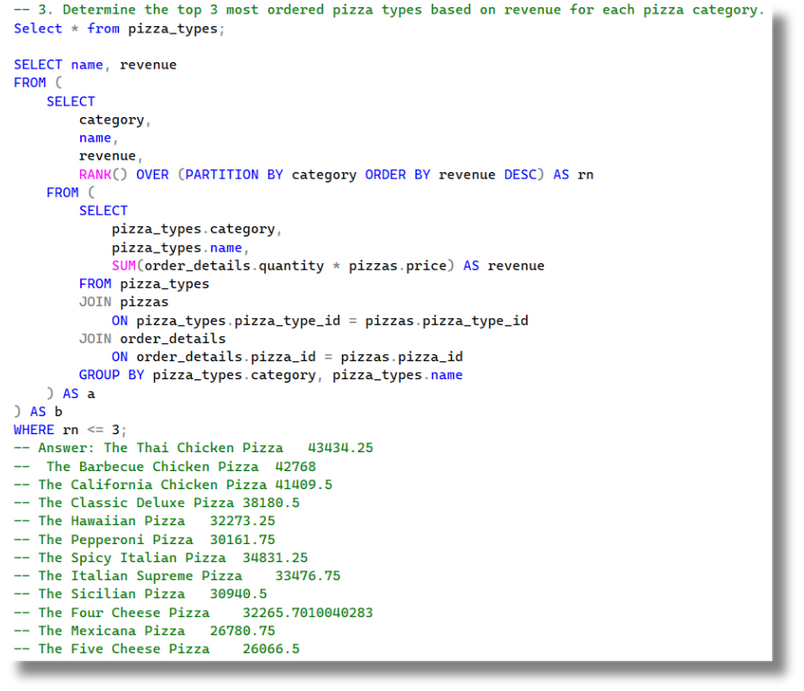 -- 3. Determine the top 3 most ordered pizza types based on revenue for each pizza category.
Select * from pizza_types;

SELECT name, revenue
FROM (
    SELECT
        category,
        name,
        revenue,
        RANK() OVER (PARTITION BY category ORDER BY revenue DESC) AS rn
    FROM (
        SELECT
            pizza_types.category,
            pizza_types.name,
            SUM(order_details.quantity * pizzas.price) AS revenue
        FROM pizza_types
        JOIN pizzas
            ON pizza_types.pizza_type_id = pizzas.pizza_type_id
        JOIN order_details
            ON order_details.pizza_id = pizzas.pizza_id
        GROUP BY pizza_types.category, pizza_types.name
    ) AS a
) AS b
WHERE rn <= 3;
-- Answer: The Thai Chicken Pizza   43434.25
--  The Barbecue Chicken Pizza  42768
-- The California Chicken Pizza 41409.5
-- The Classic Deluxe Pizza 38180.5
-- The Hawaiian Pizza   32273.25
-- The Pepperoni Pizza  30161.75
-- The Spicy Italian Pizza  34831.25
-- The Italian Supreme Pizza    33476.75
-- The Sicilian Pizza   30940.5
-- The Four Cheese Pizza    32265.7010040283
-- The Mexicana Pizza   26780.75
-- The Five Cheese Pizza    26066.5